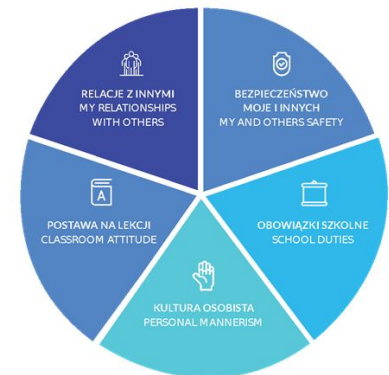 RELACJE Z INNYMI
MY RELATIONSHIPS
WITH OTHERS
BEZPIECZEŃSTWO
MOJE I INNYCH
MY AND OTHERS SAFETY
A
POSTAWA NA LEKCJI
CLASSROOM ATTITUDE
OBOWIĄZKI SZKOLNE
SCHOOL DUTIES
KULTURA OSOBISTA
PERSONAL MANNERISM